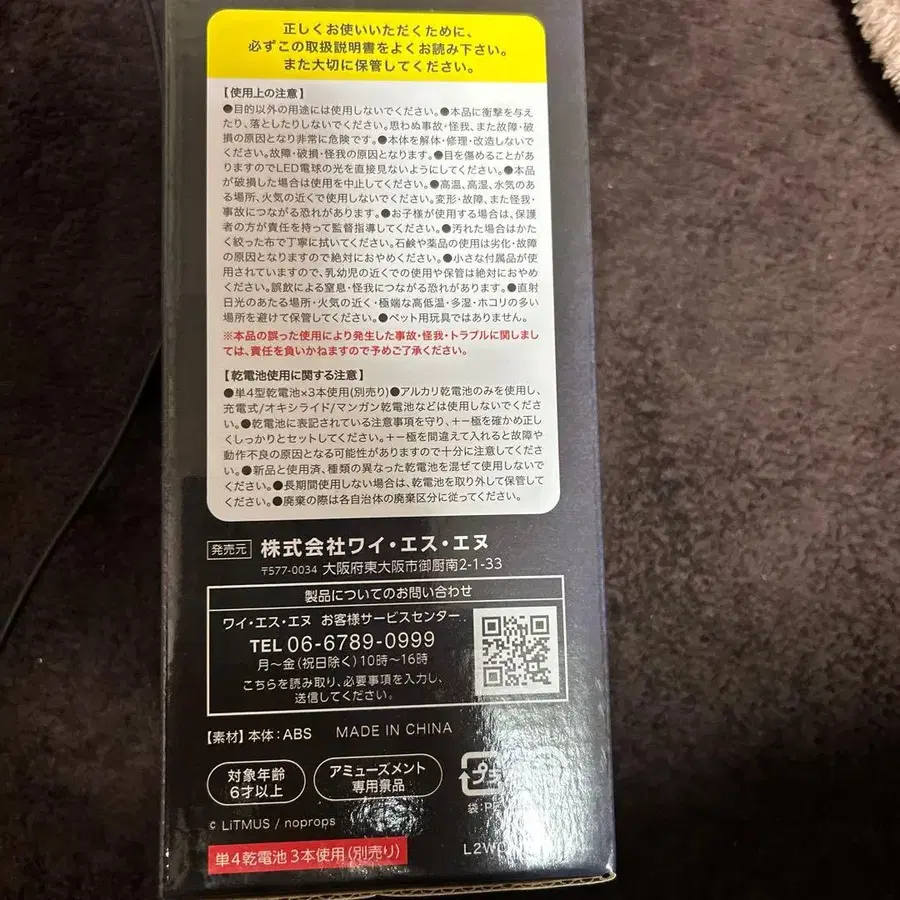 正しくお使いいただくために、
必ずこの取扱説明書をよくお読み下さい。
また大切に保管してください。
【使用上の注意】
●目的以外の用途には使用しないでください。●本品に衝撃を与え
たり、落としたりしないでください。思わぬ事故・怪我、また故障・破
損の原因となり非常に危険です。●本体を解体・修理・改造しないで
ください。故障・破損・怪我の原因となります。●目を傷めることがあ
りますのでLED電球の光を直接見ないようにしてください。●本品
が破損した場合は使用を中止してください。●高温、高湿、水気のあ
る場所、火気の近くで使用しないでください。変形・故障、また怪我・
事故につながる恐れがあります。●お子様が使用する場合は、保護
者の方が責任を持って監督指導してください。●汚れた場合はかた
く絞った布で丁寧に拭いてください。石鹸や薬品の使用は劣化・故障
の原因となりますので絶対におやめください。●小さな付属品が使
用されていますので、乳幼児の近くでの使用や保管は絶対におやめ
ください。誤飲による窒息・怪我につながる恐れがあります。●直射
日光のあたる場所・火気の近く・極端な高低温・多湿・ホコリの多い
場所を避けて保管してください。●ペット用玩具ではありません。
※本品の誤った使用により発生した事故・怪我・トラブルに関しまし
ては、責任を負いかねますので予めご了承ください。
【乾電池使用に関する注意】
●単4型乾電池×3本使用(別売り)●アルカリ乾電池のみを使用し、
充電式/オキシライド/マンガン乾電池などは使用しないでくださ
い。●乾電池に表記されている注意事項を守り、+−極を確かめ正し
くしっかりとセットしてください。+−極を間違えて入れると故障や
動作不良の原因となる可能性がありますので十分に注意してくださ
い。●新品と使用済、種類の異なった乾電池を混ぜて使用しないで
ください。●長期間使用しない場合は、乾電池を取り外して保管して
ください。●廃棄の際は各自治体の廃棄区分に従ってください。
発売元 株式会社ワイ・エス・エヌ
〒577-0034 大阪府東大阪市御厨南2-1-33
製品についてのお問い合わせ
ワイ・エス・エヌ お客様サービスセンター
TEL 06-6789-0999
月〜金(祝日除く)10時〜16時
こちらを読み取り、必要事項を入力し、
送信してください。
【素材】本体：ABS MADE IN CHINA
対象年齢
6才以上
アミューズメント
専用景品
プラ
袋:P
© LiTMUS / noprops
単4乾電池3本使用(別売り)
L2W